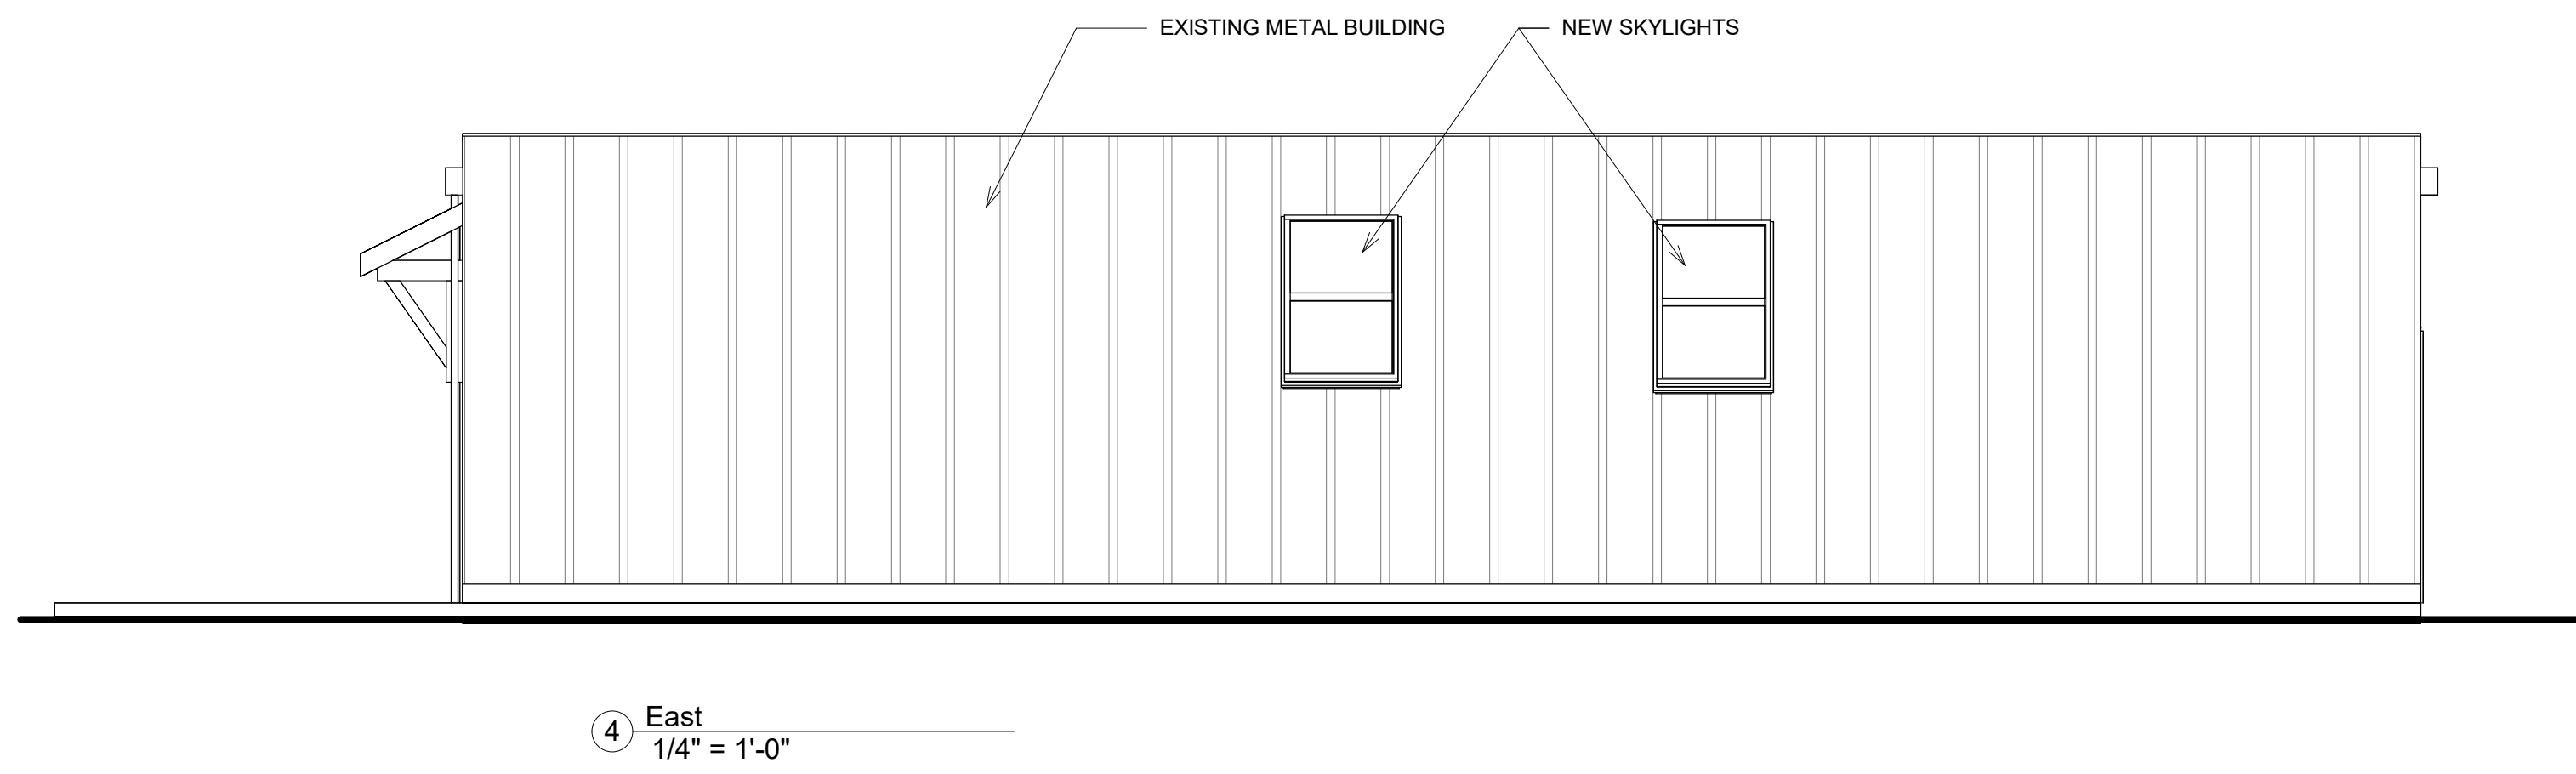 EXISTING METAL BUILDING
NEW SKYLIGHTS
4
East
1/4" = 1'-0"